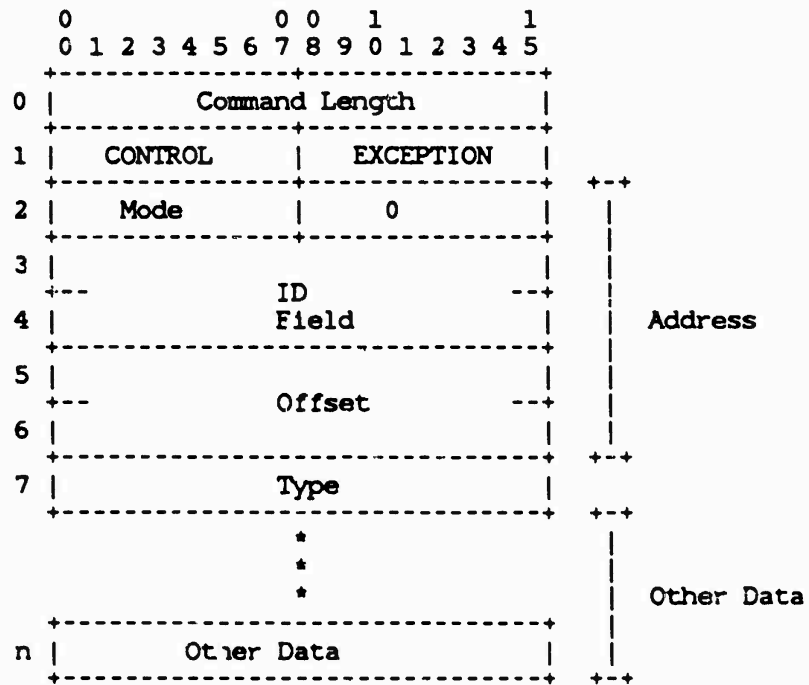 0 0 0 1 1
0 1 2 3 4 5 6 7 8 9 0 1 2 3 4 5
0 Command Length
1 CONTROL EXCEPTION
2 Mode 0
3
ID
4 Field Address
5
Offset
6
7 Type
*
*
* Other Data
n Other Data